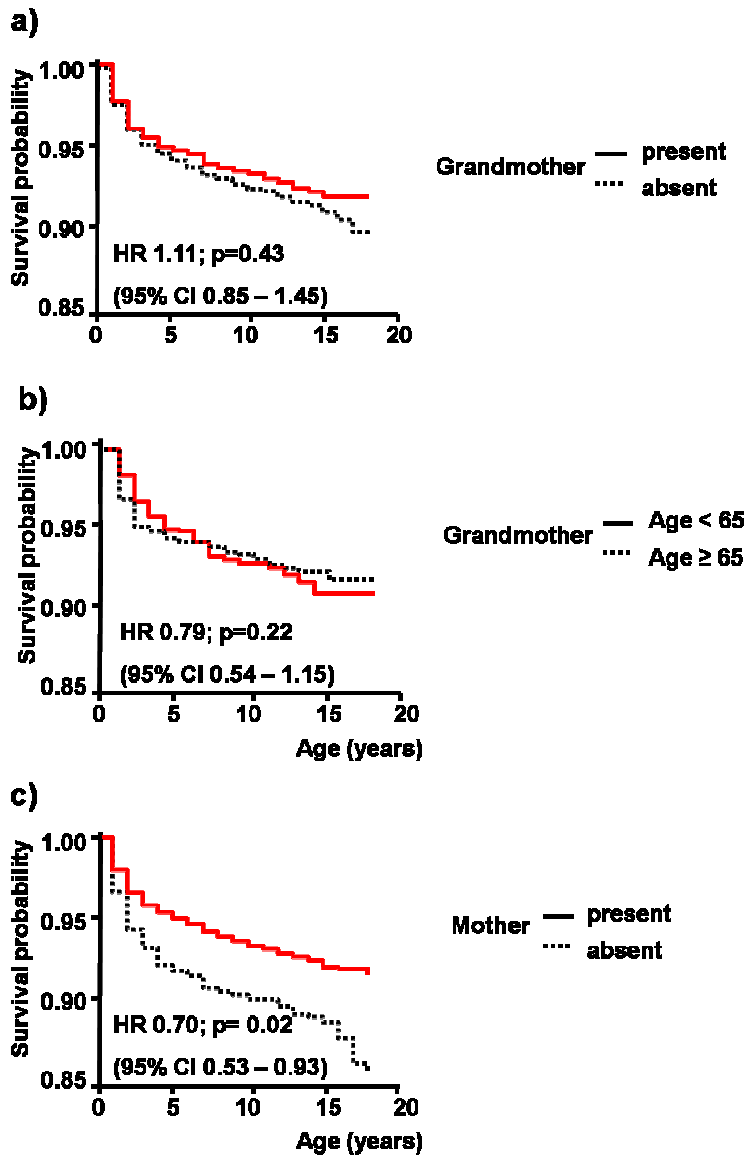 a)
Survival probability
1.00
0.95
0.90
0.85
HR 1.11; p=0.43
(95% CI 0.85 – 1.45)
0 5 10 15 20
Grandmother
present
absent
b)
Survival probability
1.00
0.95
0.90
0.85
HR 0.79; p=0.22
(95% CI 0.54 – 1.15)
0 5 10 15 20
Age (years)
Grandmother
Age < 65
Age ≥ 65
c)
Survival probability
1.00
0.95
0.90
0.85
HR 0.70; p= 0.02
(95% CI 0.53 – 0.93)
0 5 10 15 20
Age (years)
Mother
present
absent